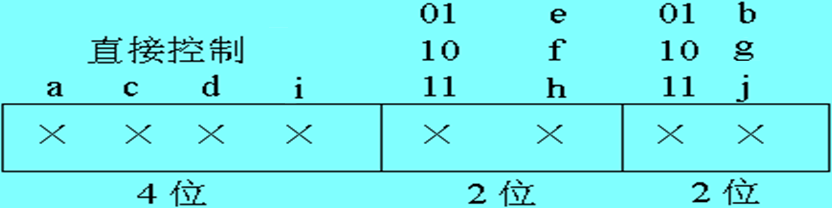 01 e 01 b
直接控制 10 f 10 g
a c d i 11 h 11 j
× × × × × × × ×
4 位 2 位 2 位